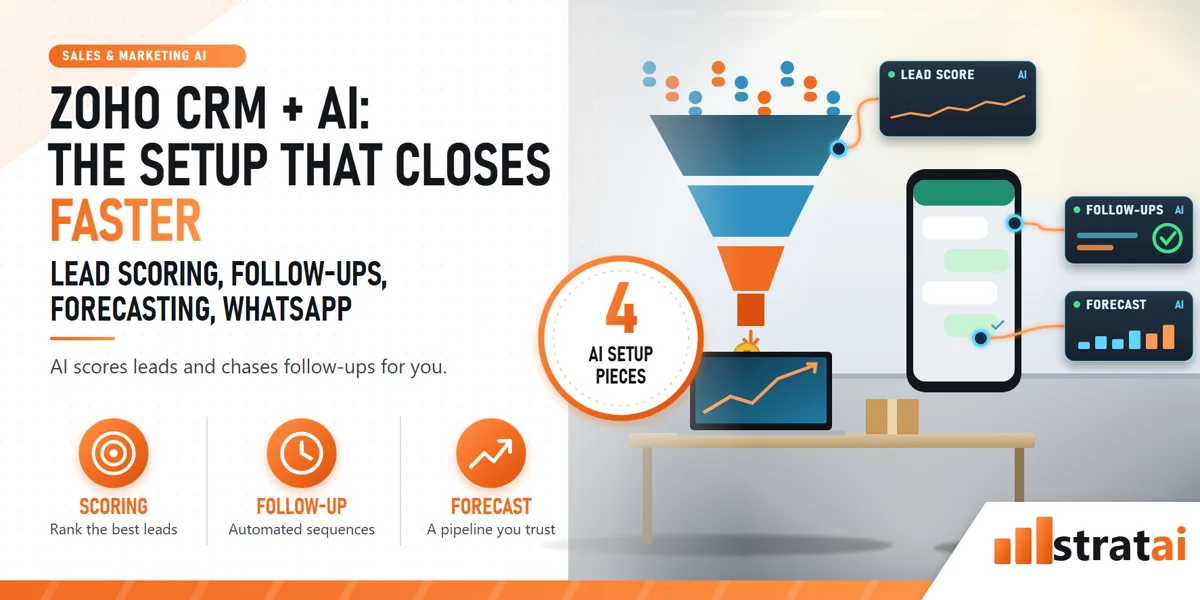 SALES & MARKETING AI
ZOHO CRM + AI:
THE SETUP THAT CLOSES
FASTER
LEAD SCORING, FOLLOW-UPS,
FORECASTING, WHATSAPP
AI scores leads and chases follow-ups for you.
SCORING
Rank the best leads
FOLLOW-UP
Automated sequences
FORECAST
A pipeline you trust
4
AI SETUP
PIECES
LEAD SCORE AI
FOLLOW-UPS AI
FORECAST AI
stratai